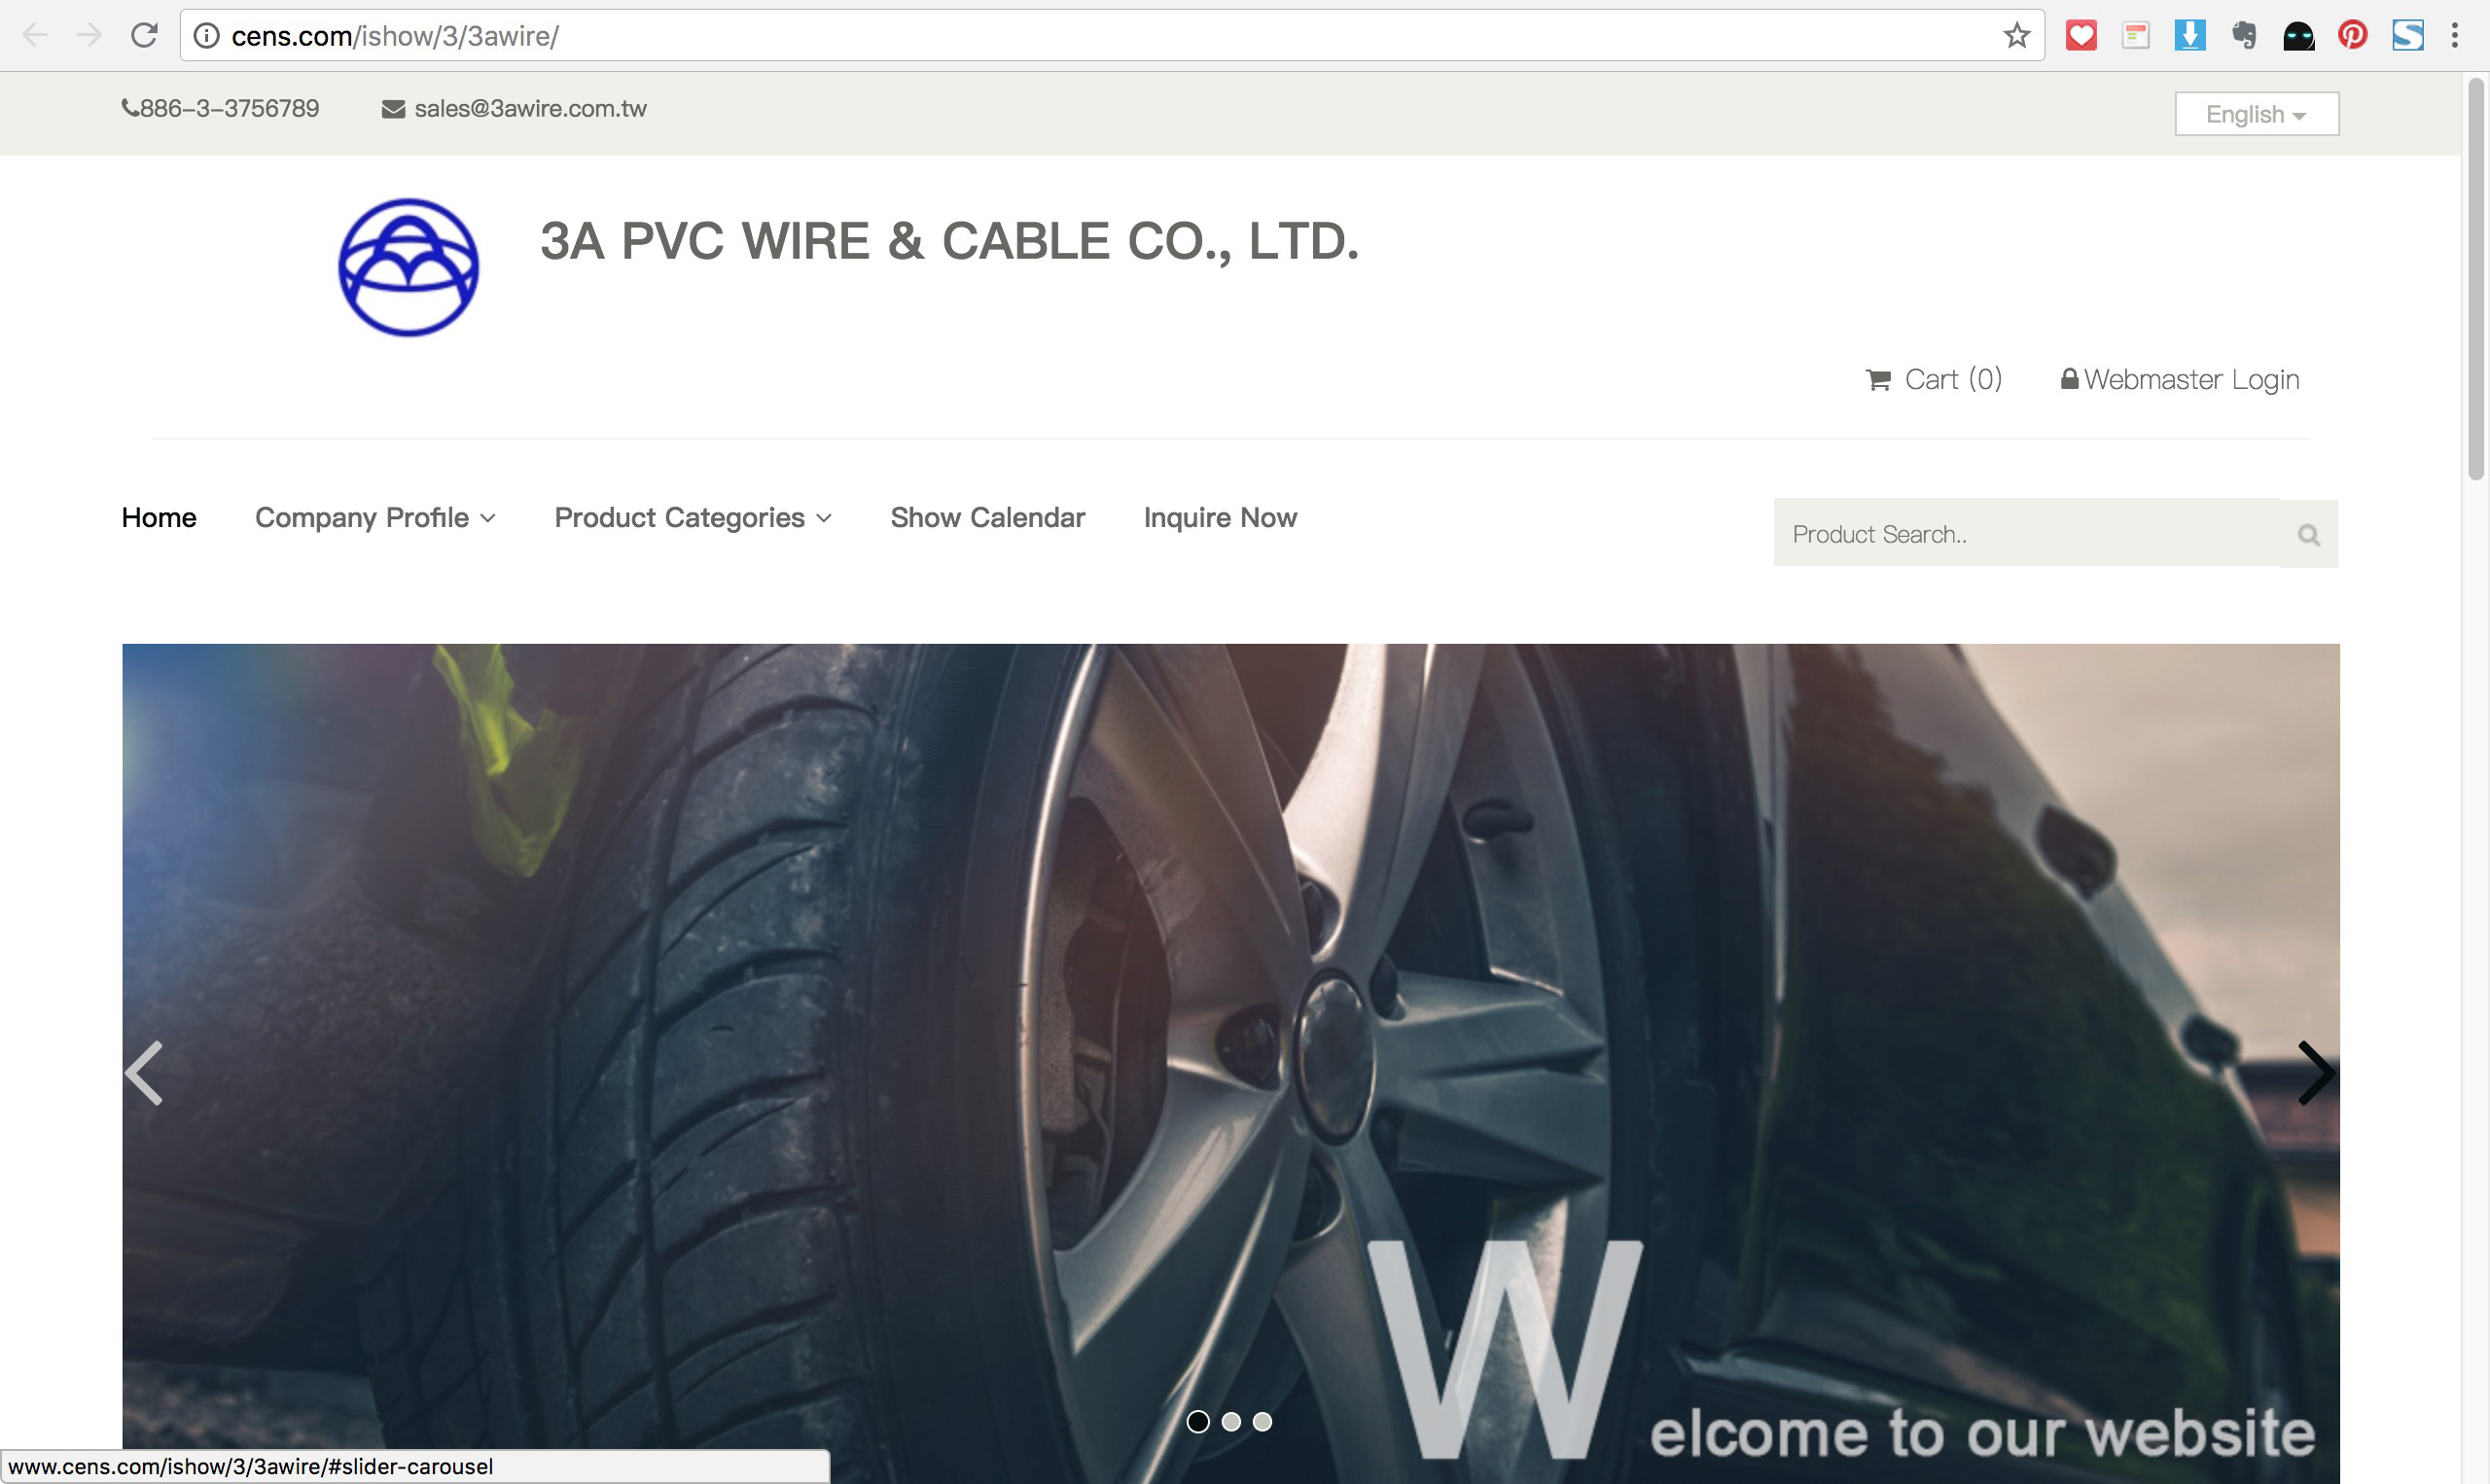 cens.com/ishow/3/3awire/
886-3-3756789 sales@3awire.com.tw English
3A PVC WIRE & CABLE CO., LTD.
Cart (0) Webmaster Login
Home Company Profile Product Categories Show Calendar Inquire Now Product Search..
Welcome to our website
www.cens.com/ishow/3/3awire/#slider-carousel